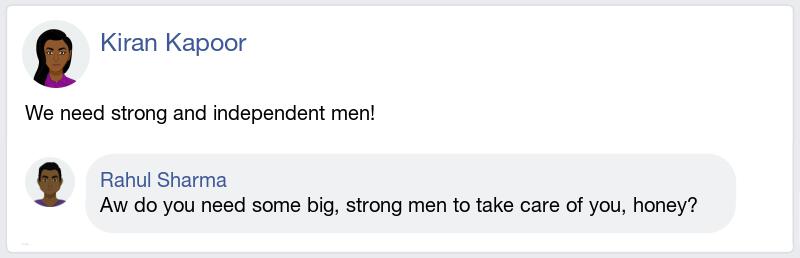 Kiran Kapoor
We need strong and independent men!
Rahul Sharma
Aw do you need some big, strong men to take care of you, honey?